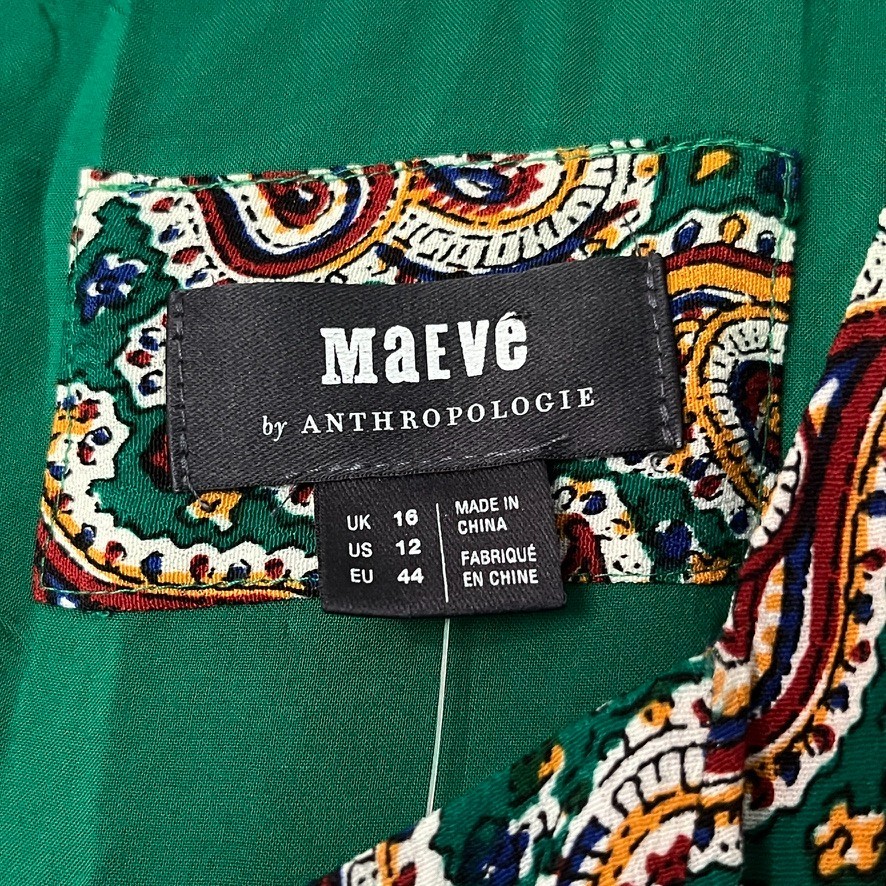 Maevé
by ANTHROPOLOGIE
UK 16
US 12
EU 44
MADE IN
CHINA
FABRIQUÉ
EN CHINE